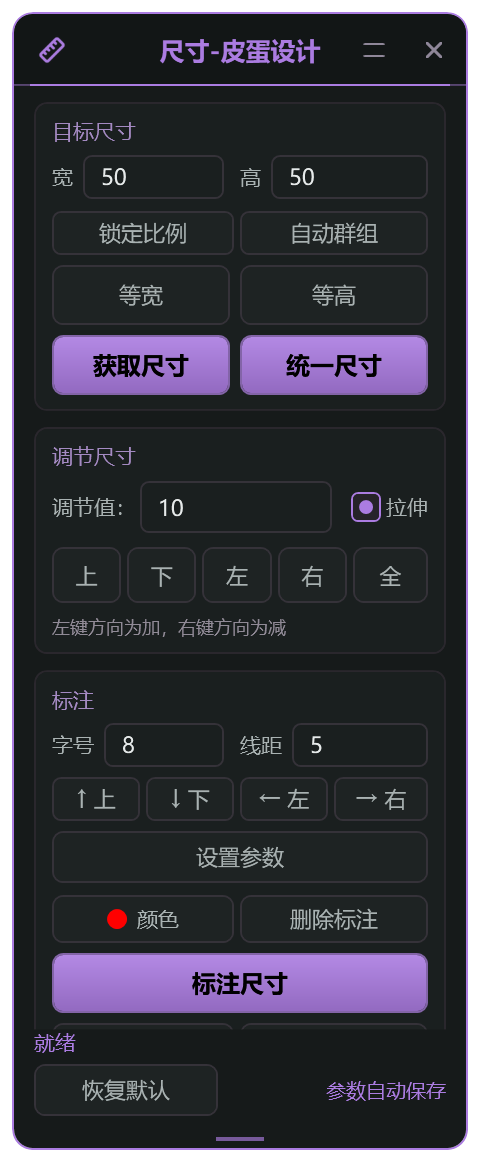 尺寸-皮蛋设计
目标尺寸
宽 50 高 50
锁定比例 自动群组
等宽 等高
获取尺寸 统一尺寸
调节尺寸
调节值： 10 拉伸
上 下 左 右 全
左键方向为加，右键方向为减
标注
字号 8 线距 5
↑上 ↓下 ←左 →右
设置参数
颜色 删除标注
标注尺寸
就绪
恢复默认 参数自动保存